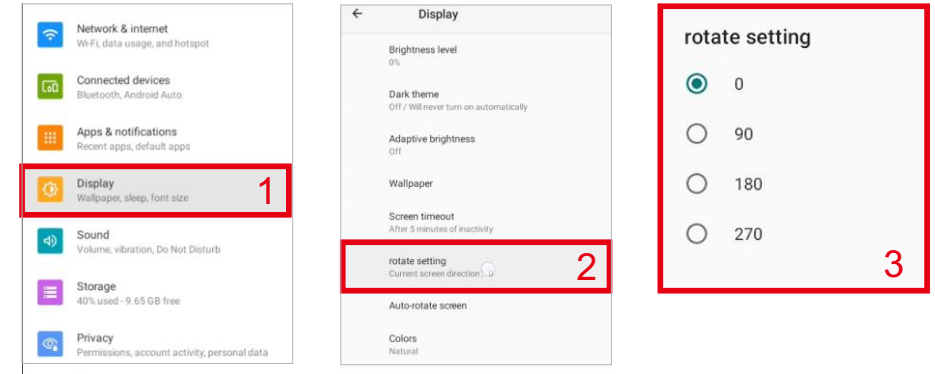 Network & internet
Wi-Fi, data usage, and hotspot
Connected devices
Bluetooth, Android Auto
Apps & notifications
Recent apps, default apps
Display
Wallpaper, sleep, font size
1
Sound
Volume, vibration, Do Not Disturb
Storage
40% used - 9.65 GB free
Privacy
Permissions, account activity, personal data
Display
Brightness level
0%
Dark theme
Off / Will never turn on automatically
Adaptive brightness
Off
Wallpaper
Screen timeout
After 5 minutes of inactivity
rotate setting
Current screen direction: 0
2
Auto-rotate screen
Colors
Natural
rotate setting
0
90
180
270
3